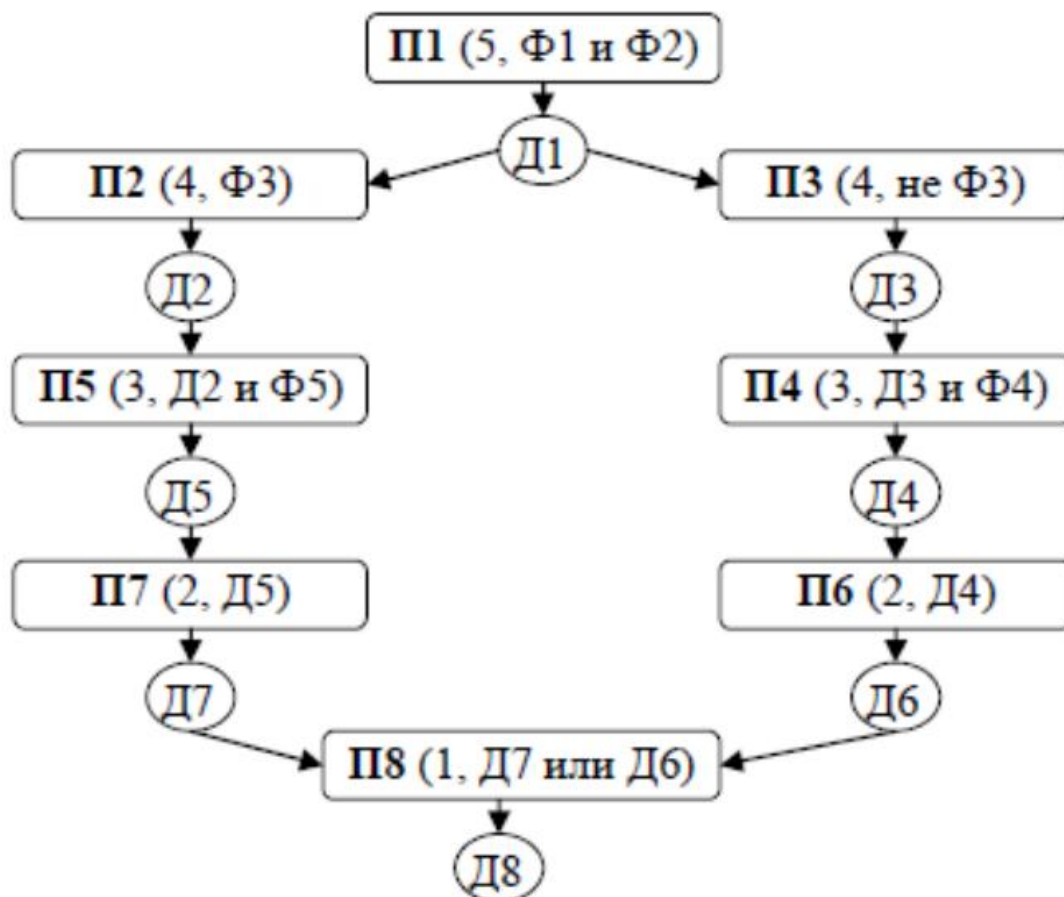 П1 (5, Ф1 и Ф2)
Д1
П2 (4, Ф3)
П3 (4, не Ф3)
Д2
Д3
П5 (3, Д2 и Ф5)
П4 (3, Д3 и Ф4)
Д5
Д4
П7 (2, Д5)
П6 (2, Д4)
Д7
Д6
П8 (1, Д7 или Д6)
Д8